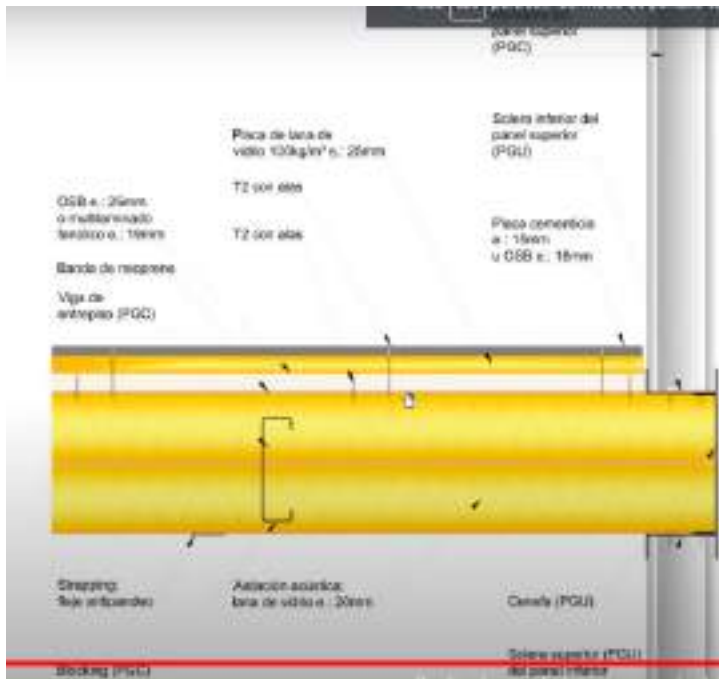 panel superior
(PGC)
Solera inferior del
panel superior
(PGU)
Placa de lana de
vidrio 120kg/m³ e.: 25mm
T2 con alas
OSB e.: 25mm
o multilaminado
fenólico e.: 19mm
T2 con alas
Placa cementicia
e.: 15mm
u OSB e.: 18mm
Banda de neoprene
Viga de
entrepiso (PGC)
Strapping:
fleje antipandeo
Aislación acústica:
lana de vidrio e.: 20mm
Cenefa (PGU)
Solera superior (PGU)
del panel inferior
Blocking (PGC)